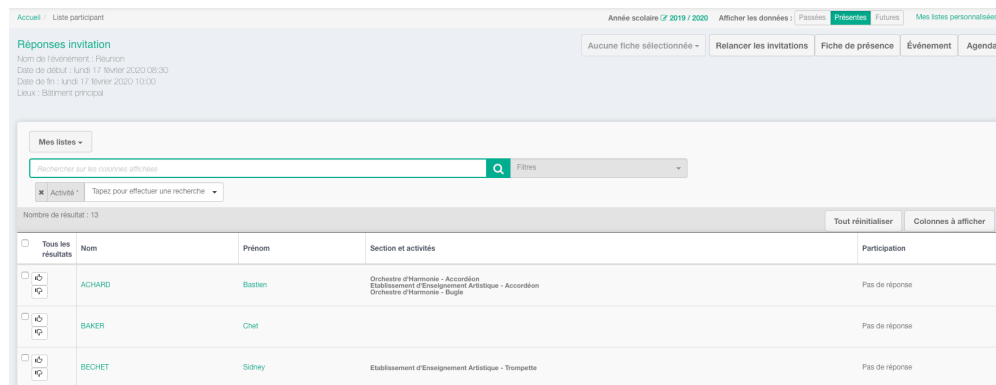 Accueil / Liste participant
Année scolaire 2019 / 2020 Afficher les données : Passées Présentes Futures Mes listes personnalisées
Réponses invitation
Aucune fiche sélectionnée Relancer les invitations Fiche de présence Événement Agenda
Nom de l'événement : Réunion
Date de début : lundi 17 février 2020 08:30
Date de fin : lundi 17 février 2020 10:00
Lieux : Bâtiment principal
Mes listes
Rechercher sur les colonnes affichées Filtres
Activité * Tapez pour effectuer une recherche
Nombre de résultat : 13
Tout réinitialiser Colonnes à afficher
Tous les résultats Nom Prénom Section et activités Participation
ACHARD Bastien Orchestre d'Harmonie - Accordéon
Etablissement d'Enseignement Artistique - Accordéon
Orchestre d'Harmonie - Bugle
Pas de réponse
BAKER Chet Pas de réponse
BECHET Sidney Etablissement d'Enseignement Artistique - Trompette Pas de réponse